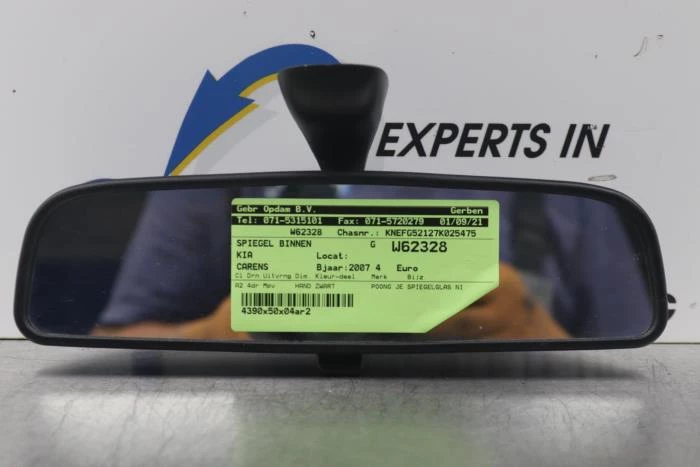 EXPERTS IN
Gebr Opdam B.V. Gerben
Tel: 071-5315101 Fax: 071-5720279 01/09/21
W62328 Chasnr.: KNEFG52127K025475
SPIEGEL BINNEN G W62328
KIA Locat:
CARENS Bjaar:2007 4 Euro
Cl Drn Uitvrng Dim. Kleur-deel Merk Bijz
A2 4dr Mpv HAND ZWART POONG JE SPIEGELGLAS NI
4390x50x04ar2